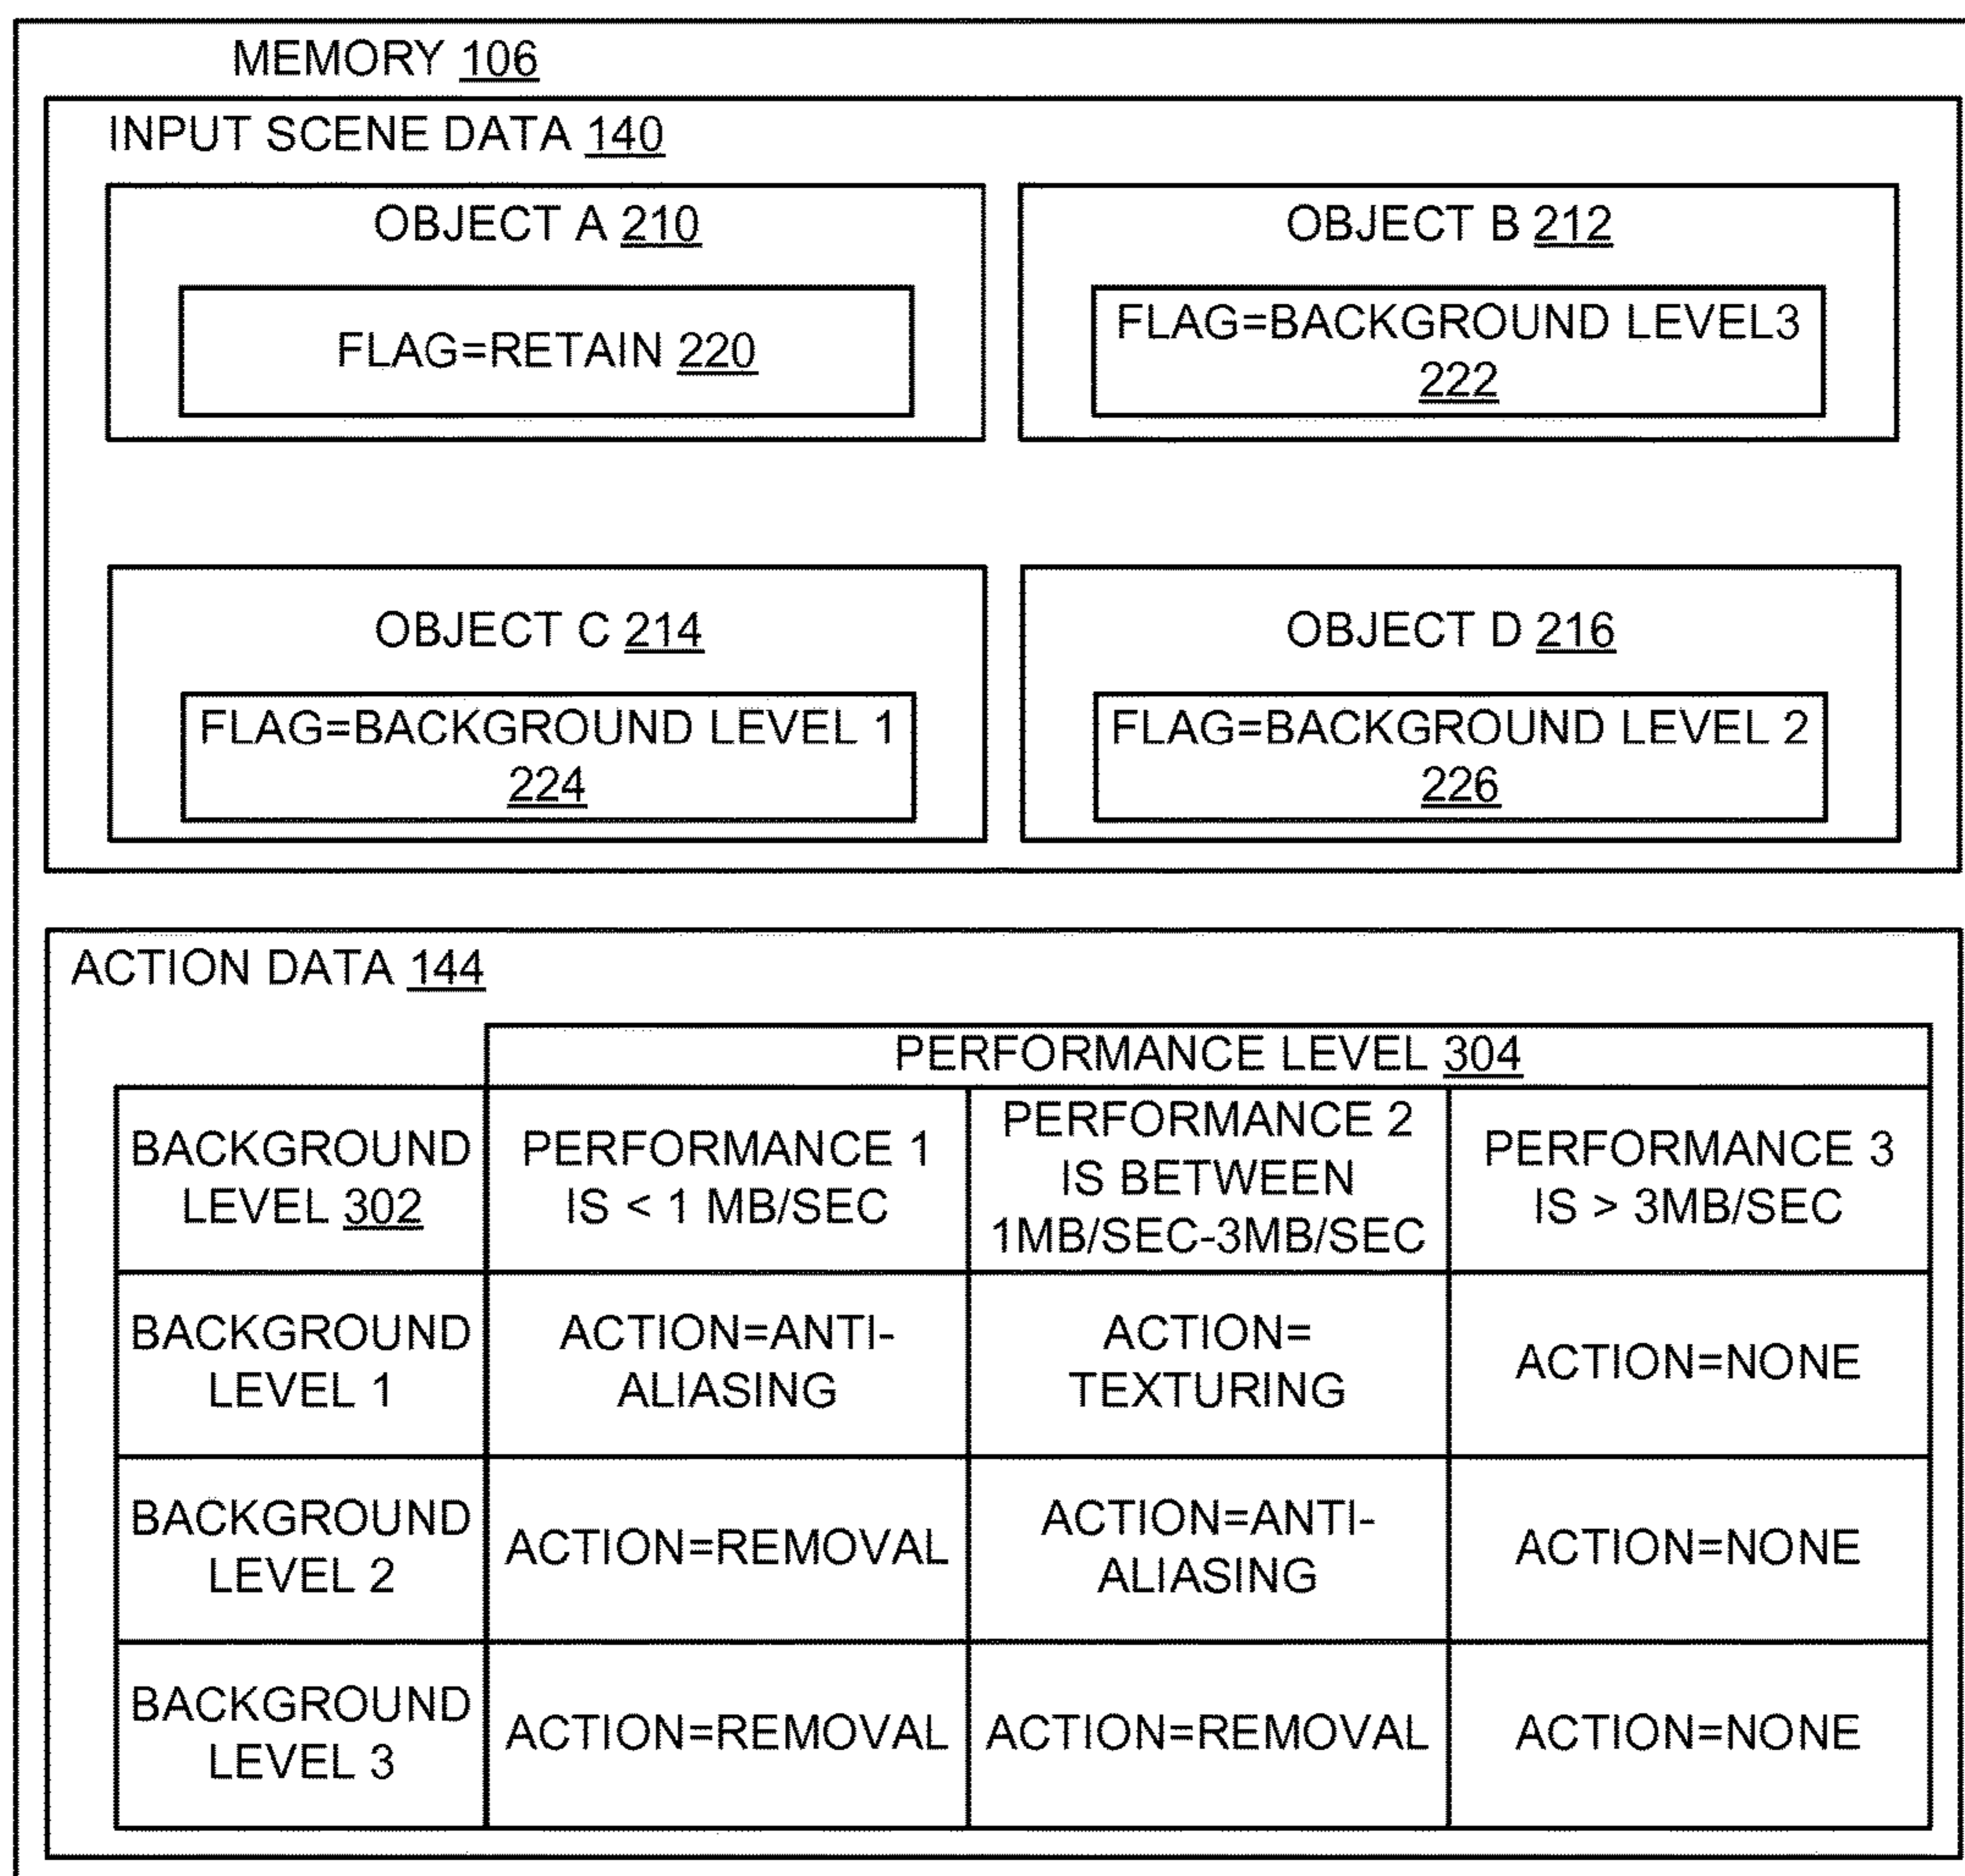 MEMORY 106
INPUT SCENE DATA 140
OBJECT A 210
FLAG=RETAIN 220
OBJECT B 212
FLAG=BACKGROUND LEVEL3
222
OBJECT C 214
FLAG=BACKGROUND LEVEL 1
224
OBJECT D 216
FLAG=BACKGROUND LEVEL 2
226
ACTION DATA 144
PERFORMANCE LEVEL 304
BACKGROUND
LEVEL 302
PERFORMANCE 1
IS < 1 MB/SEC
PERFORMANCE 2
IS BETWEEN
1MB/SEC-3MB/SEC
PERFORMANCE 3
IS > 3MB/SEC
BACKGROUND
LEVEL 1
ACTION=ANTI-
ALIASING
ACTION=
TEXTURING
ACTION=NONE
BACKGROUND
LEVEL 2
ACTION=REMOVAL
ACTION=ANTI-
ALIASING
ACTION=NONE
BACKGROUND
LEVEL 3
ACTION=REMOVAL
ACTION=REMOVAL
ACTION=NONE